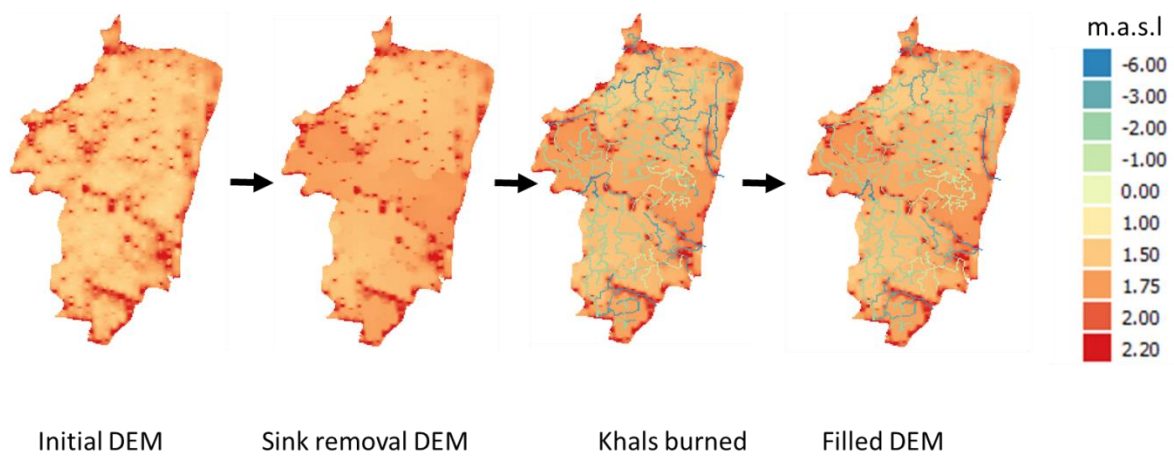 m.a.s.l
-6.00
-3.00
-2.00
-1.00
0.00
1.00
1.50
1.75
2.00
2.20
Initial DEM
Sink removal DEM
Khals burned
Filled DEM